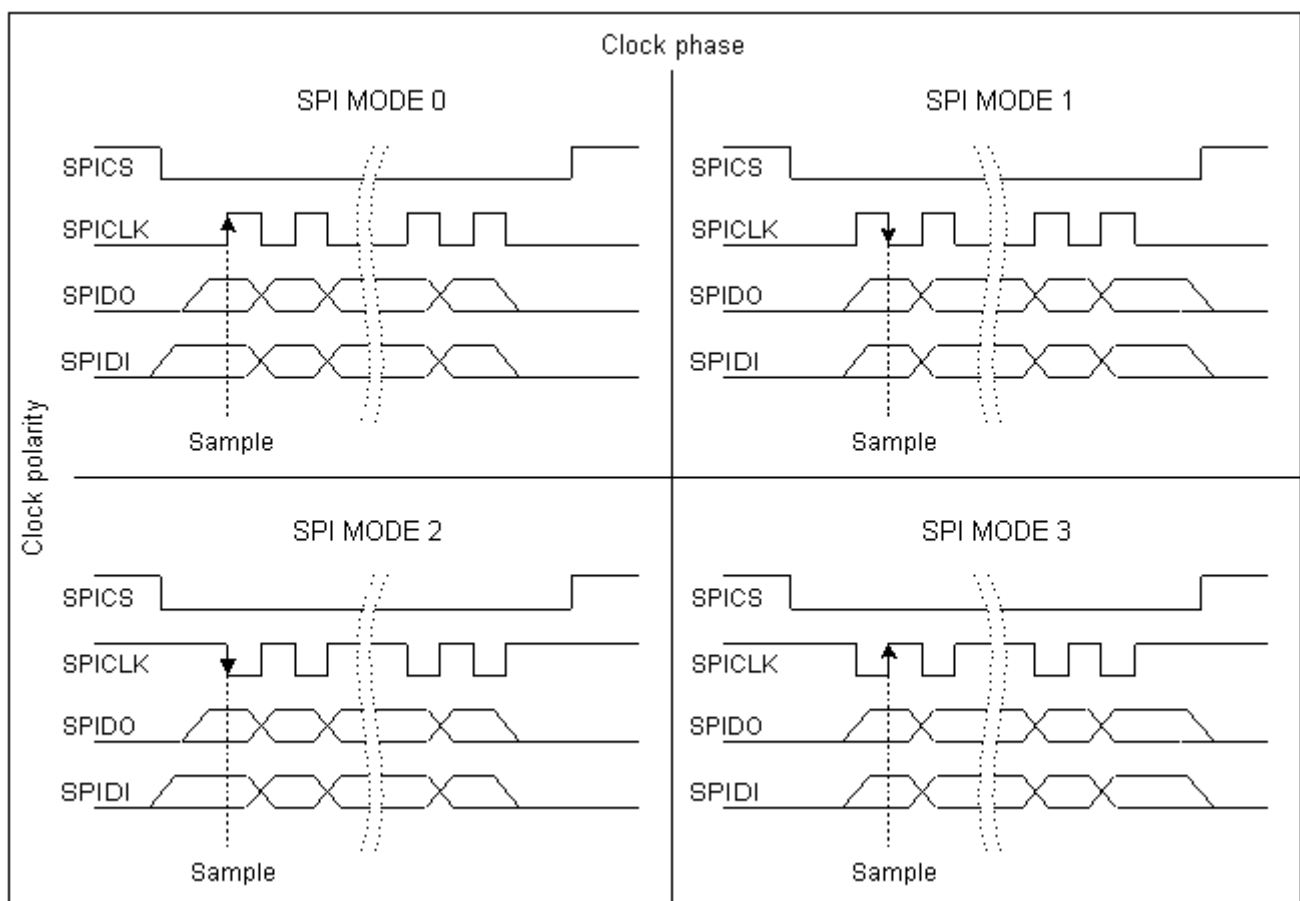 Clock phase
Clock polarity
SPI MODE 0
SPICS
SPICLK
SPIDO
SPIDI
Sample
SPI MODE 1
SPICS
SPICLK
SPIDO
SPIDI
Sample
SPI MODE 2
SPICS
SPICLK
SPIDO
SPIDI
Sample
SPI MODE 3
SPICS
SPICLK
SPIDO
SPIDI
Sample